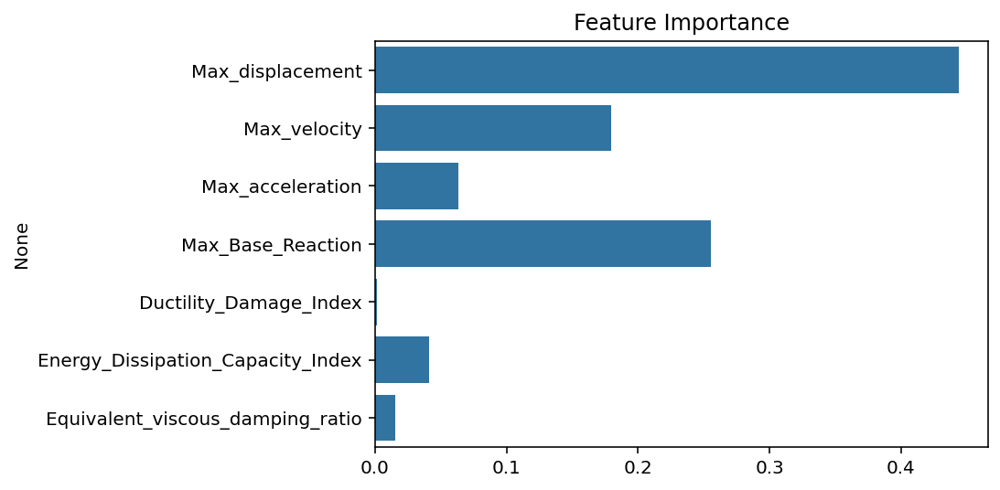 Feature Importance
Max_displacement
Max_velocity
Max_acceleration
Max_Base_Reaction
Ductility_Damage_Index
Energy_Dissipation_Capacity_Index
Equivalent_viscous_damping_ratio
None
0.0 0.1 0.2 0.3 0.4